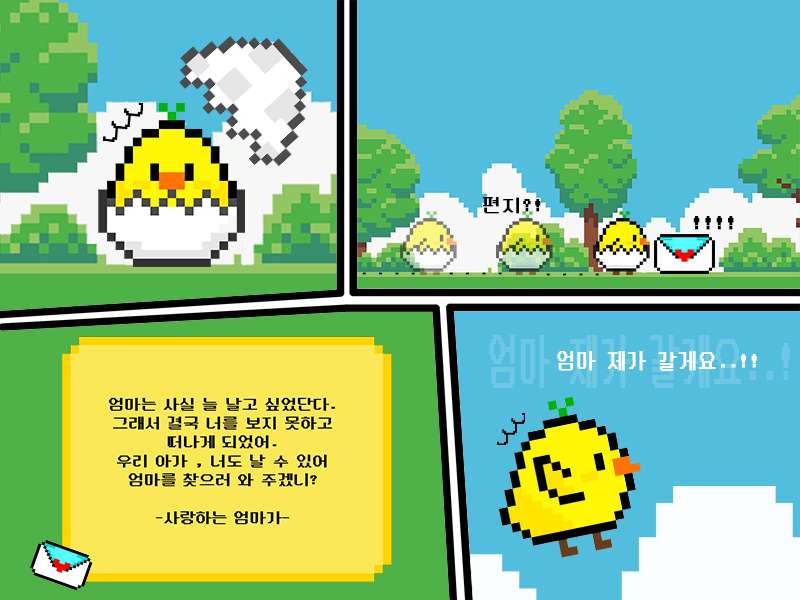 편지?!
!!!!
엄마는 사실 늘 날고 싶었단다.
그래서 결국 너를 보지 못하고
떠나게 되었어.
우리 아가 , 너도 날 수 있어
엄마를 찾으러 와 주겠니?
-사랑하는 엄마가-
엄마 제가 갈게요..!!
엄마 제가 갈게요..!